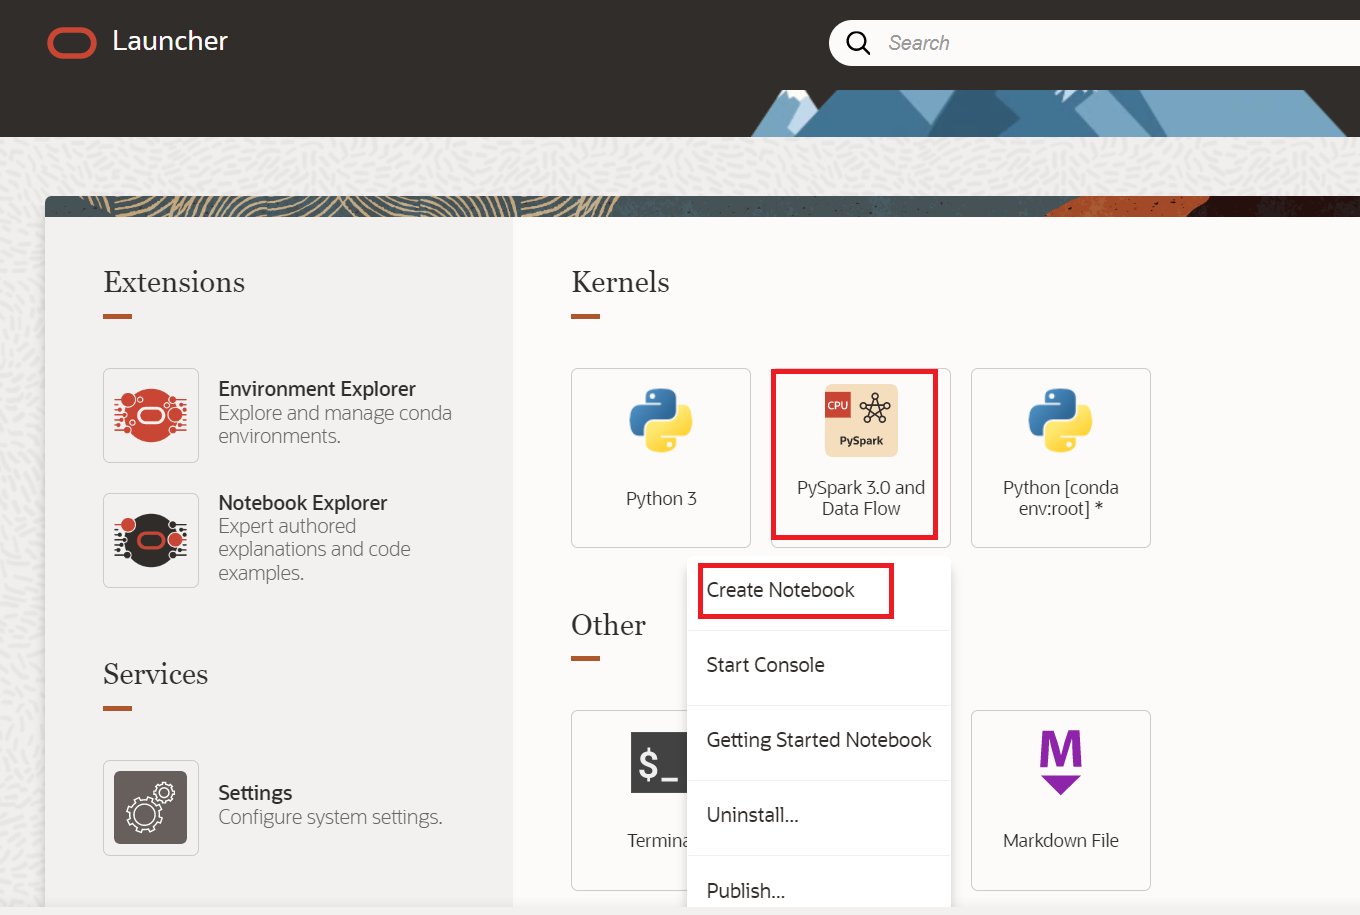 Launcher
Search
Extensions
Environment Explorer
Explore and manage conda
environments.
Notebook Explorer
Expert authored
explanations and code
examples.
Services
Settings
Configure system settings.
Kernels
Python 3
CPU
PySpark
PySpark 3.0 and
Data Flow
Python [conda
env:root] *
Create Notebook
Start Console
Getting Started Notebook
Uninstall...
Publish...
Other
$_
Termina
M
Markdown File